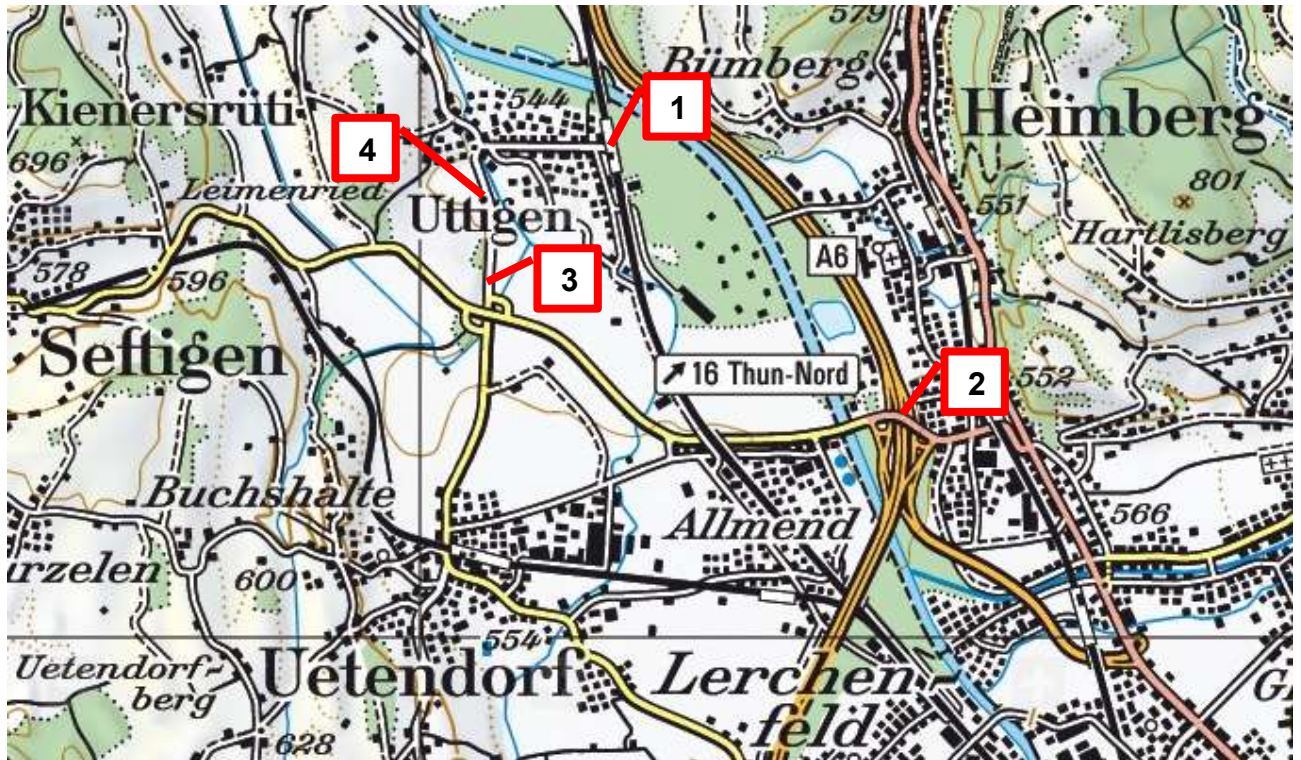 579
Bümberg
1
544
Kienersrüti
Heimberg
4
696
801
Leimenried
Uttigen
551
Hartlisberg
A6
578
596
3
Seftigen
16 Thun-Nord
2
552
Buchshalte
Allmend
566
rzelen
600
554
Uetendorf-
berg
Uetendorf
Lerchen-
feld
628